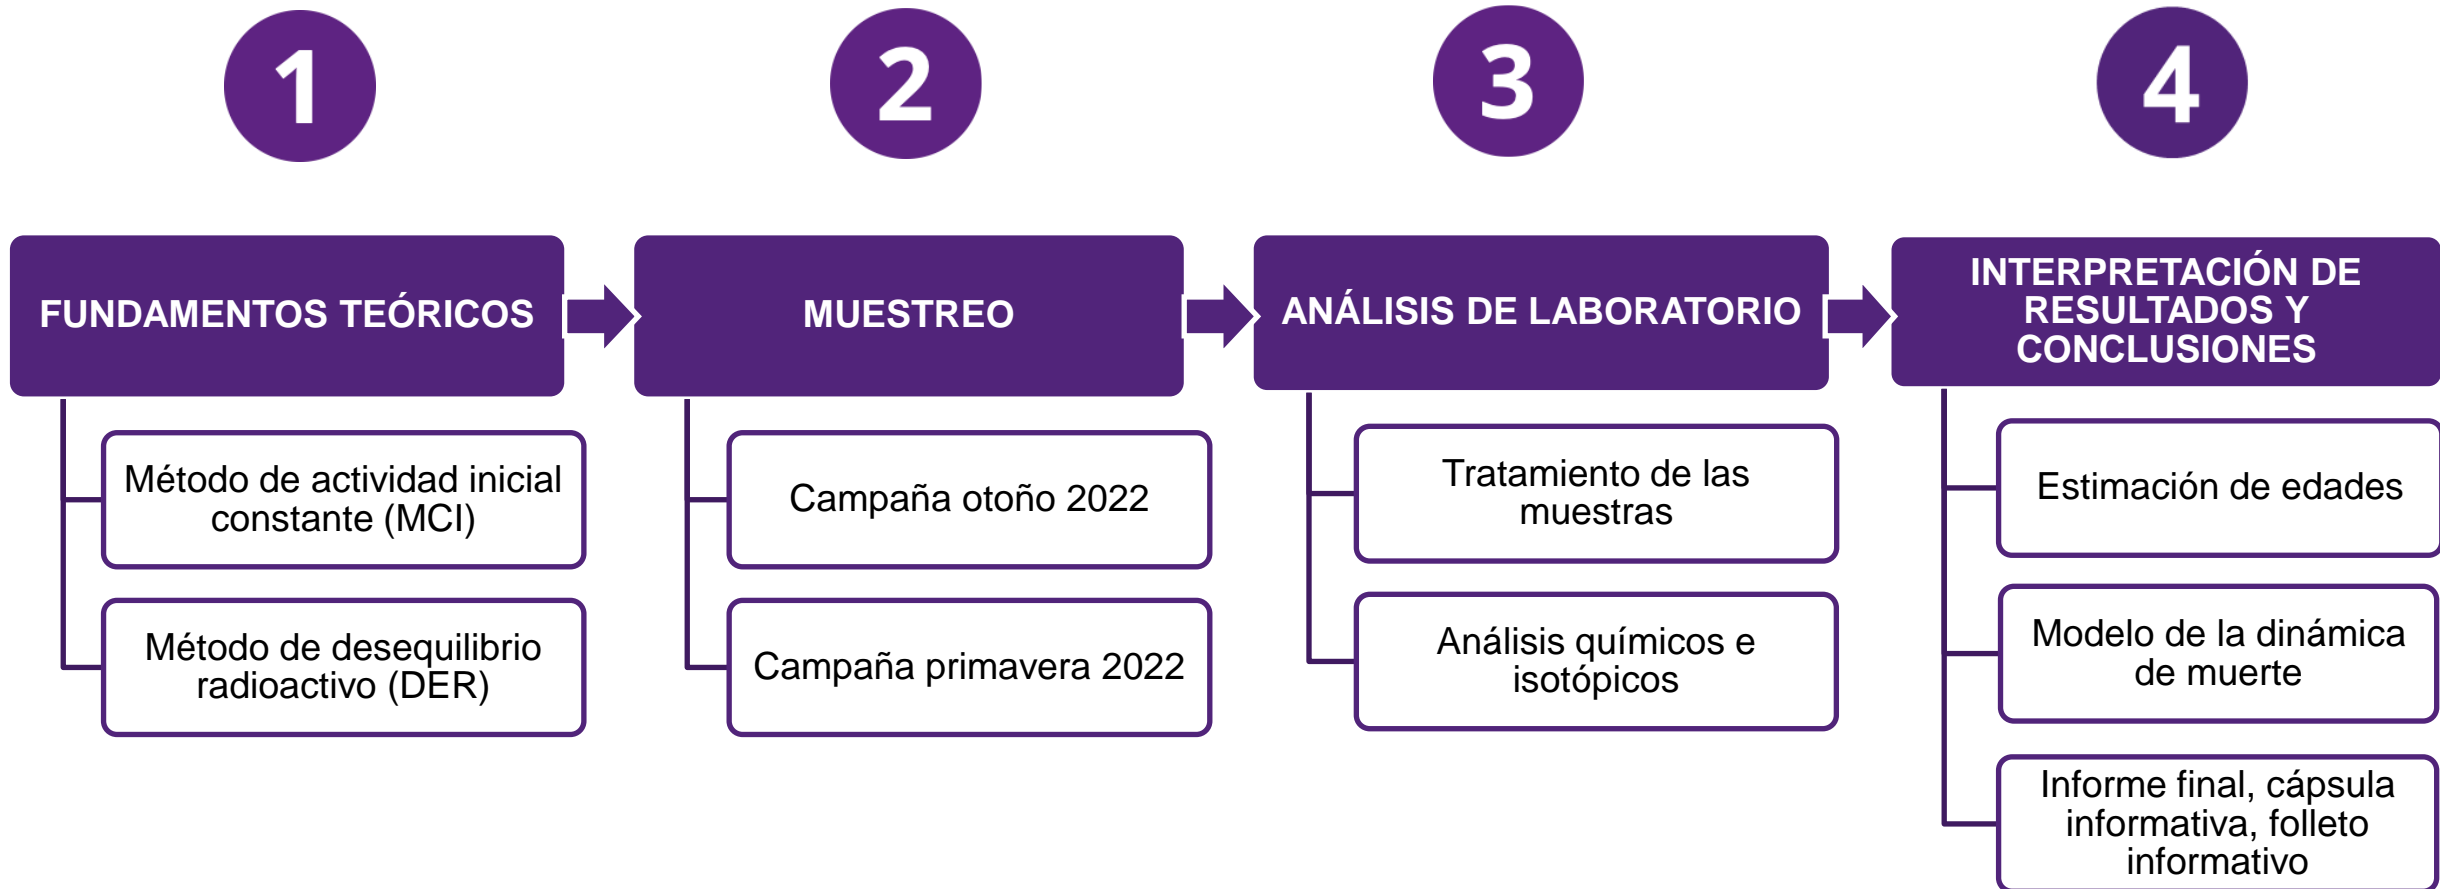 1
2
3
4
FUNDAMENTOS TEÓRICOS
Método de actividad inicial
constante (MCI)
Método de desequilibrio
radioactivo (DER)
MUESTREO
Campaña otoño 2022
Campaña primavera 2022
ANÁLISIS DE LABORATORIO
Tratamiento de las
muestras
Análisis químicos e
isotópicos
INTERPRETACIÓN DE
RESULTADOS Y
CONCLUSIONES
Estimación de edades
Modelo de la dinámica
de muerte
Informe final, cápsula
informativa, folleto
informativo